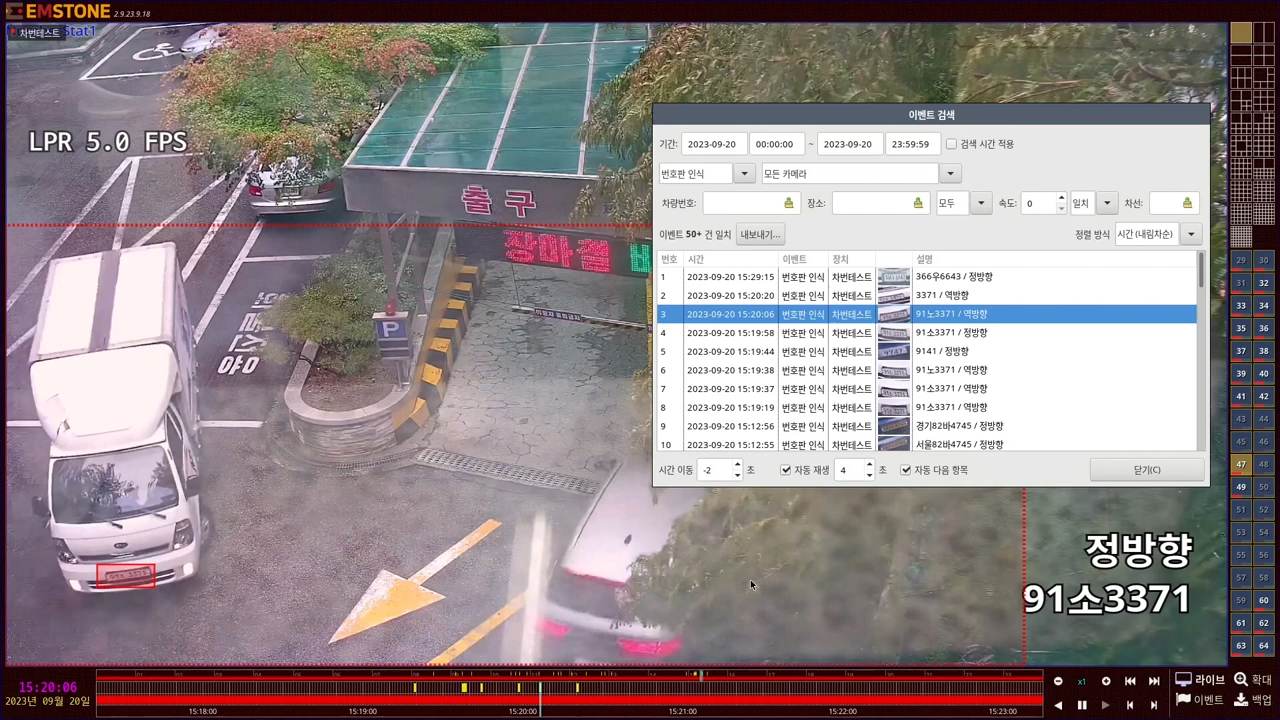 EMSTONE 2.9.23.9.18
차번테스트
LPR 5.0 FPS
출구
P
이벤트 검색
기간: 2023-09-20 00:00:00 ~ 2023-09-20 23:59:59 검색 시간 적용
번호판 인식 모든 카메라
차량번호: 장소: 모두 속도: 0 일치 차선:
이벤트 50+ 건 일치 내보내기... 정렬 방식 시간 (내림차순)
번호 시간 이벤트 장치 설명
1 2023-09-20 15:29:15 번호판 인식 차번테스트 366우6643 / 정방향
2 2023-09-20 15:20:20 번호판 인식 차번테스트 3371 / 역방향
3 2023-09-20 15:20:06 번호판 인식 차번테스트 91노3371 / 역방향
4 2023-09-20 15:19:58 번호판 인식 차번테스트 91소3371 / 정방향
5 2023-09-20 15:19:44 번호판 인식 차번테스트 9141 / 정방향
6 2023-09-20 15:19:38 번호판 인식 차번테스트 91노3371 / 역방향
7 2023-09-20 15:19:37 번호판 인식 차번테스트 91소3371 / 역방향
8 2023-09-20 15:19:19 번호판 인식 차번테스트 91소3371 / 역방향
9 2023-09-20 15:12:56 번호판 인식 차번테스트 경기82바4745 / 정방향
10 2023-09-20 15:12:55 번호판 인식 차번테스트 서울82바4745 / 정방향
시간 이동 -2 초 자동 재생 4 초 자동 다음 항목 닫기(C)
정방향
91소3371
29 30
31 32
33 34
35 36
37 38
39 40
41 42
43 44
45 46
47 48
49 50
51 52
53 54
55 56
57 58
59 60
61 62
63 64
15:20:06
2023년 09월 20일
15:18:00 15:19:00 15:20:00 15:21:00 15:22:00 15:23:00
x1
라이브 확대
이벤트 백업